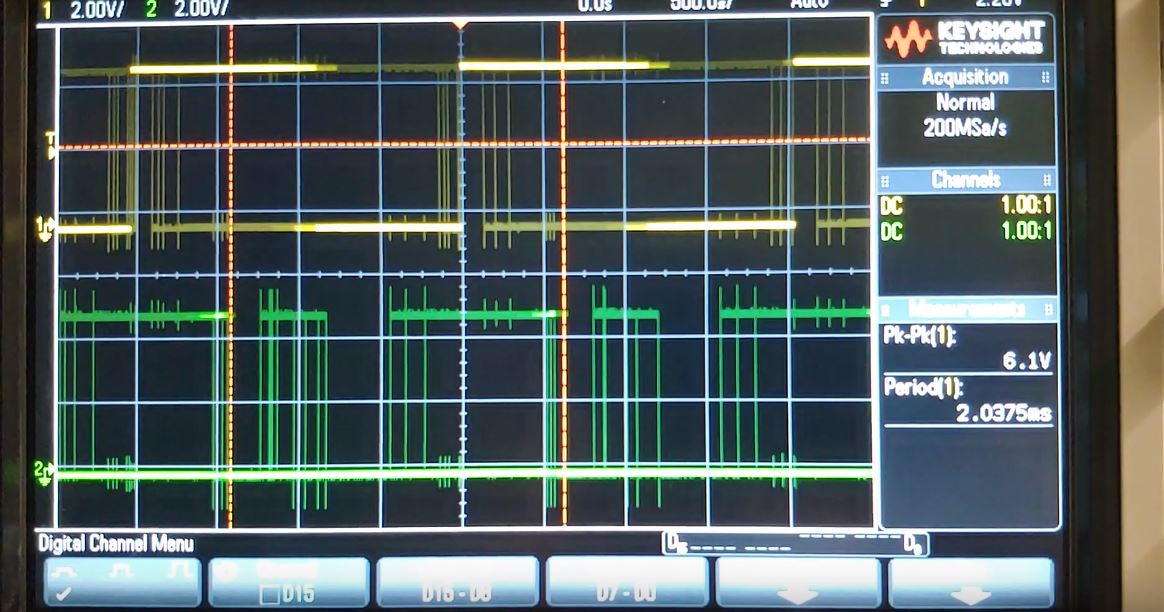 1 2.00V/ 2 2.00V/ 0.0s 500.0s/ Auto 1 2.20V
KEYSIGHT
TECHNOLOGIES
Acquisition
Normal
200MSa/s
Channels
DC 1.00:1
DC 1.00:1
Measurements
Pk-Pk(1):
6.1V
Period(1):
2.0375ms
T
1
2
Digital Channel Menu
D15 D0
D15
D15 - D8
D7 - D0